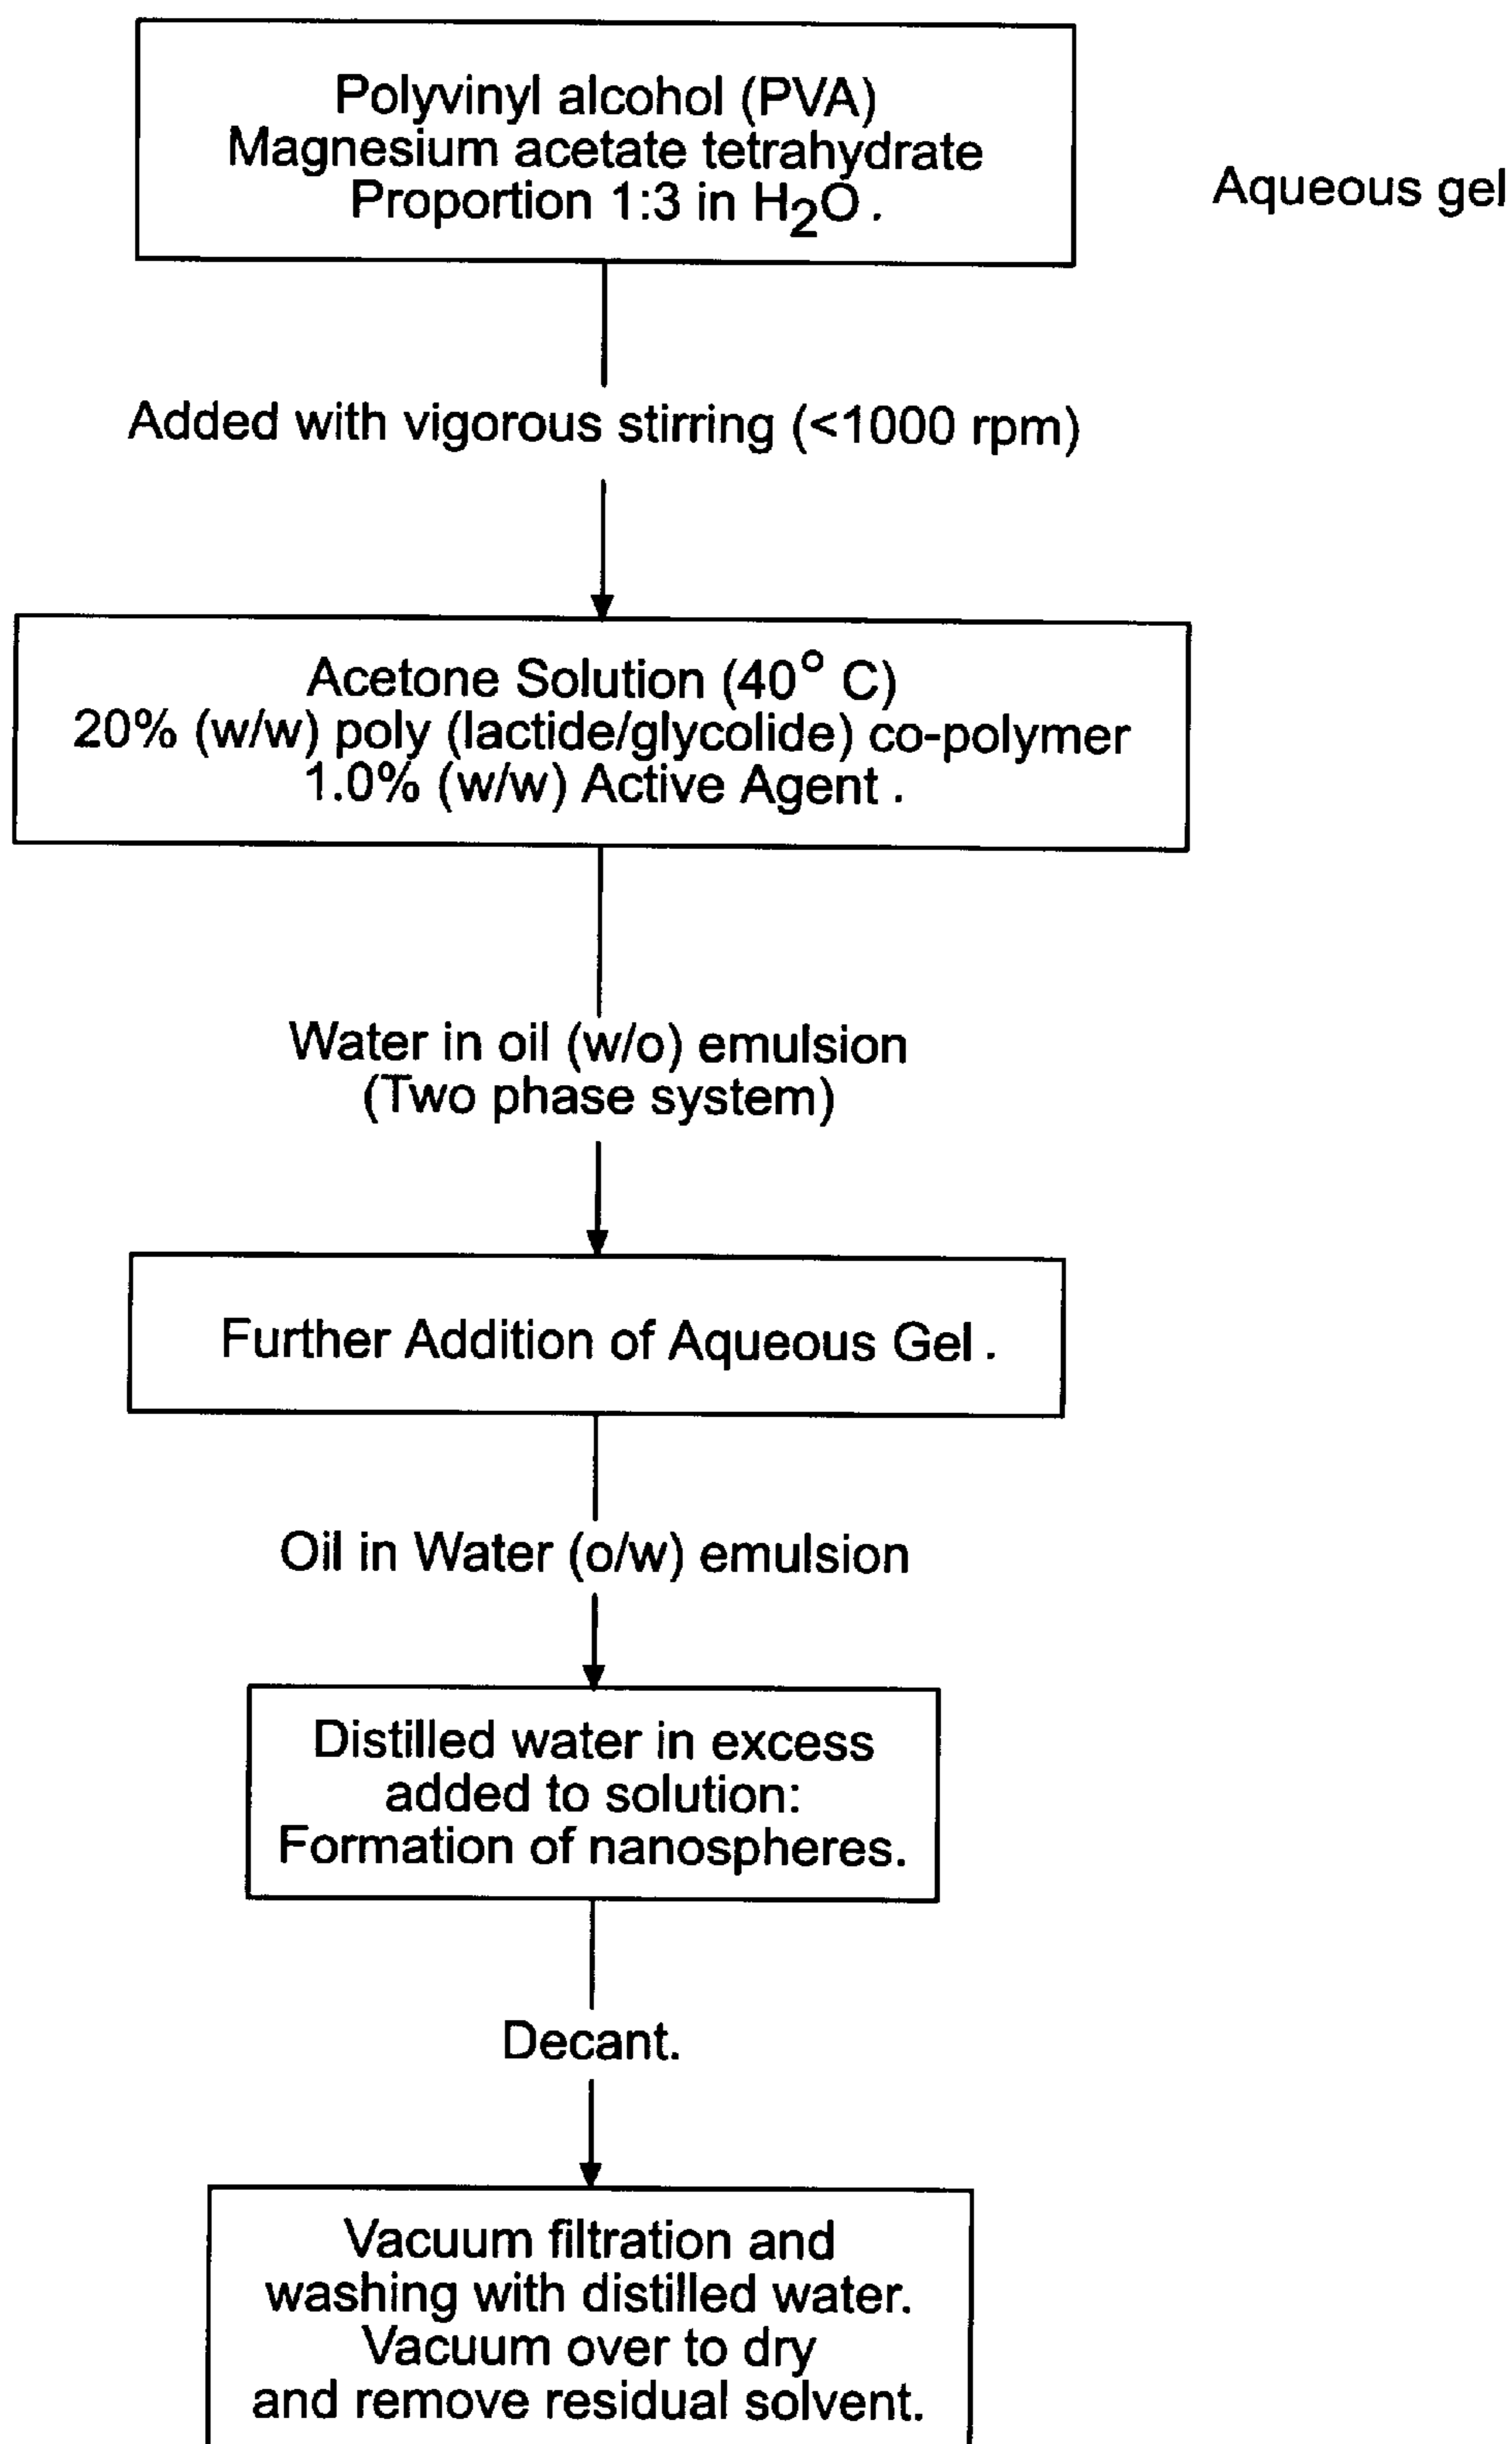 Polyvinyl alcohol (PVA)
Magnesium acetate tetrahydrate
Proportion 1:3 in H₂O .
Aqueous gel
Added with vigorous stirring (<1000 rpm)
Acetone Solution (40° C)
20% (w/w) poly (lactide/glycolide) co-polymer
1.0% (w/w) Active Agent .
Water in oil (w/o) emulsion
(Two phase system)
Further Addition of Aqueous Gel .
Oil in Water (o/w) emulsion
Distilled water in excess
added to solution:
Formation of nanospheres.
Decant.
Vacuum filtration and
washing with distilled water.
Vacuum over to dry
and remove residual solvent.